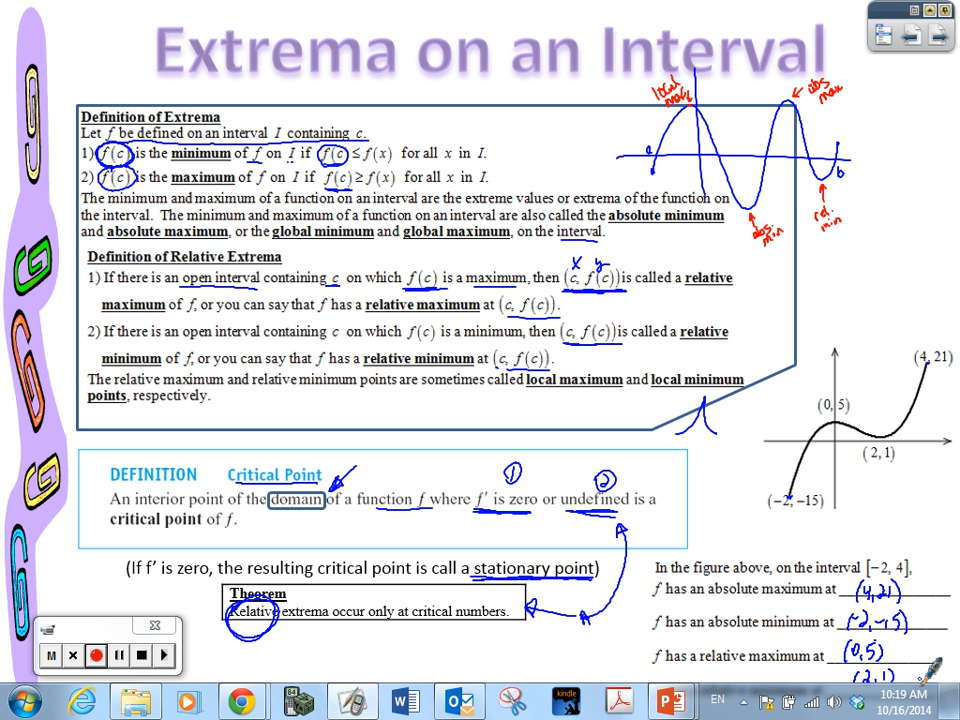 Extrema on an Interval
Definition of Extrema
Let f be defined on an interval I containing c.
1) f(c) is the minimum of f on I if f(c) ≤ f(x) for all x in I.
2) f(c) is the maximum of f on I if f(c) ≥ f(x) for all x in I.
The minimum and maximum of a function on an interval are the extreme values or extrema of the function on
the interval. The minimum and maximum of a function on an interval are also called the absolute minimum
and absolute maximum, or the global minimum and global maximum, on the interval.
Definition of Relative Extrema
x y
1) If there is an open interval containing c on which f(c) is a maximum, then (c, f(c)) is called a relative
maximum of f, or you can say that f has a relative maximum at (c, f(c)).
2) If there is an open interval containing c on which f(c) is a minimum, then (c, f(c)) is called a relative
minimum of f, or you can say that f has a relative minimum at (c, f(c)).
The relative maximum and relative minimum points are sometimes called local maximum and local minimum
points, respectively.
local
max
abs
max
a
b
abs
min
rel.
min
(4, 21)
(0, 5)
(2, 1)
(−2, −15)
DEFINITION Critical Point
1 2
An interior point of the domain of a function f where f′ is zero or undefined is a
critical point of f.
(If f' is zero, the resulting critical point is call a stationary point)
Theorem
Relative extrema occur only at critical numbers.
In the figure above, on the interval [−2, 4],
f has an absolute maximum at (4,21)
f has an absolute minimum at (-2,-15)
f has a relative maximum at (0,5)
(2,1)
M
EN
10:19 AM
10/16/2014